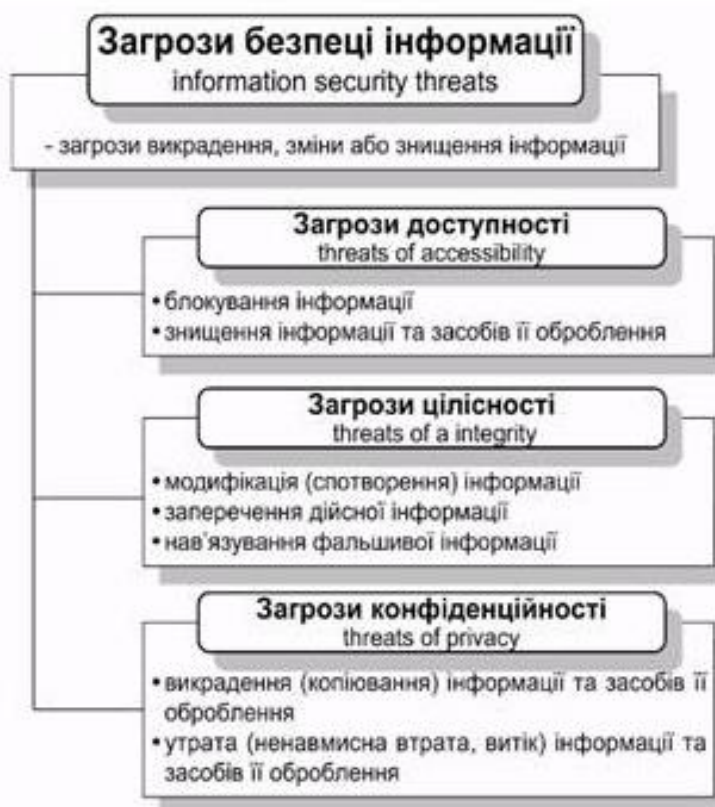 Загрози безпеці інформації
information security threats
- загрози викрадення, зміни або знищення інформації
Загрози доступності
threats of accessibility
• блокування інформації
• знищення інформації та засобів її оброблення
Загрози цілісності
threats of a integrity
• модифікація (спотворення) інформації
• заперечення дійсної інформації
• нав'язування фальшивої інформації
Загрози конфіденційності
threats of privacy
• викрадення (копіювання) інформації та засобів її
оброблення
• утрата (ненавмисна втрата, витік) інформації та
засобів її оброблення